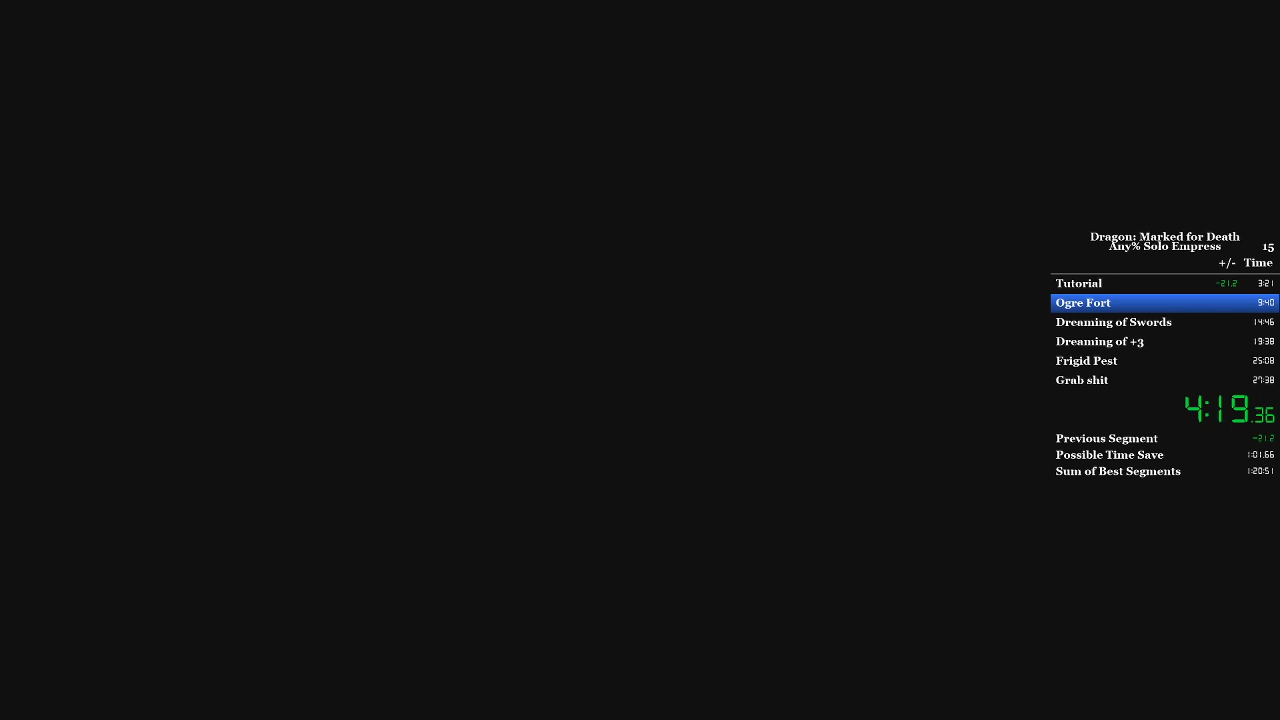 Dragon: Marked for Death
Any% Solo Empress 15
+/- Time
Tutorial -21.2 3:21
Ogre Fort 9:40
Dreaming of Swords 14:46
Dreaming of +3 19:38
Frigid Pest 25:08
Grab shit 27:38
4:19.36
Previous Segment -21.2
Possible Time Save 1:01.66
Sum of Best Segments 1:20:51